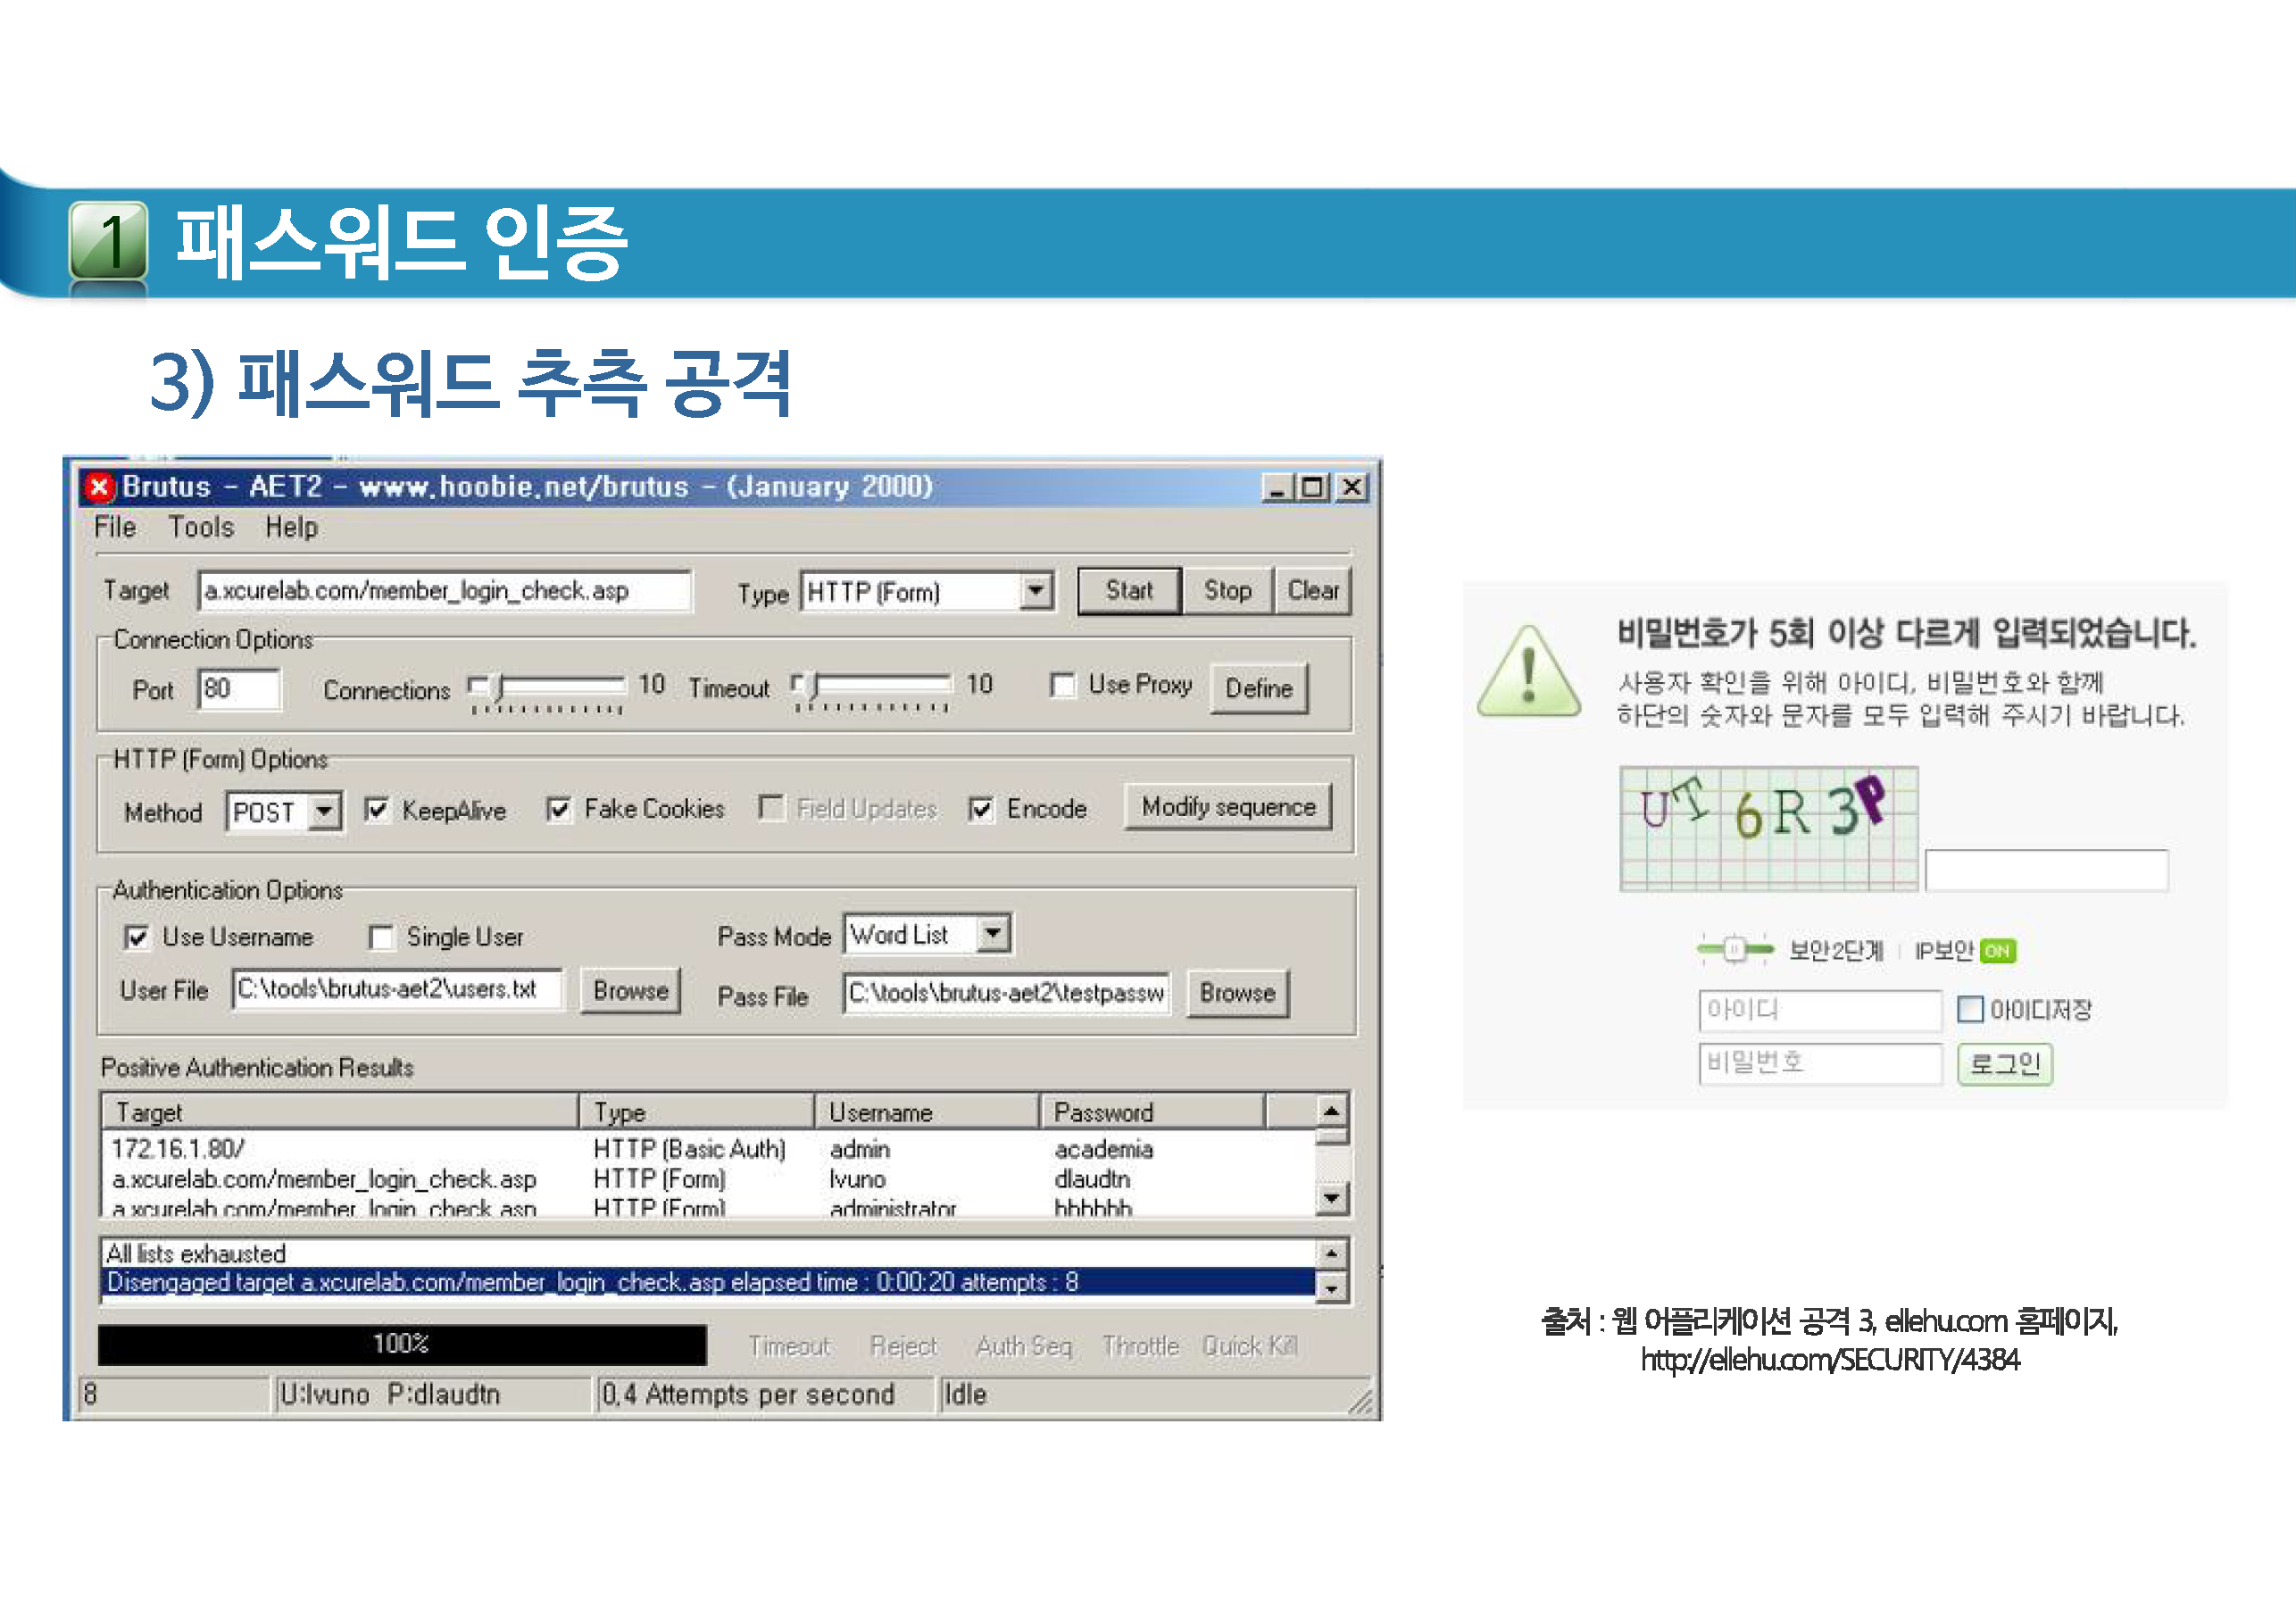 1 패스워드 인증
3) 패스워드 추측 공격
Brutus - AET2 - www.hoobie.net/brutus - (January 2000)
File Tools Help
Target a.xcurelab.com/member_login_check.asp Type HTTP (Form) Start Stop Clear
Connection Options
Port 80 Connections 10 Timeout 10 Use Proxy Define
HTTP (Form) Options
Method POST KeepAlive Fake Cookies Field Updates Encode Modify sequence
Authentication Options
Use Username Single User Pass Mode Word List
User File C:\tools\brutus-aet2\users.txt Browse Pass File C:\tools\brutus-aet2\testpassw Browse
Positive Authentication Results
Target Type Username Password
172.16.1.80/ HTTP (Basic Auth) admin academia
a.xcurelab.com/member_login_check.asp HTTP (Form) lvuno dlaudtn
a.xcurelab.com/member_login_check.asp HTTP (Form) administrator hhhhhh
All lists exhausted
Disengaged target a.xcurelab.com/member_login_check.asp elapsed time : 0:00:20 attempts : 8
100% Timeout Reject Auth Seq Throttle Quick Kill
8 U:lvuno P:dlaudtn 0.4 Attempts per second Idle
비밀번호가 5회 이상 다르게 입력되었습니다.
사용자 확인을 위해 아이디, 비밀번호와 함께
하단의 숫자와 문자를 모두 입력해 주시기 바랍니다.
UT6R3P
보안2단계 | IP보안 ON
아이디 아이디저장
비밀번호 로그인
출처 : 웹 어플리케이션 공격 3, ellehu.com 홈페이지,
http://ellehu.com/SECURITY/4384